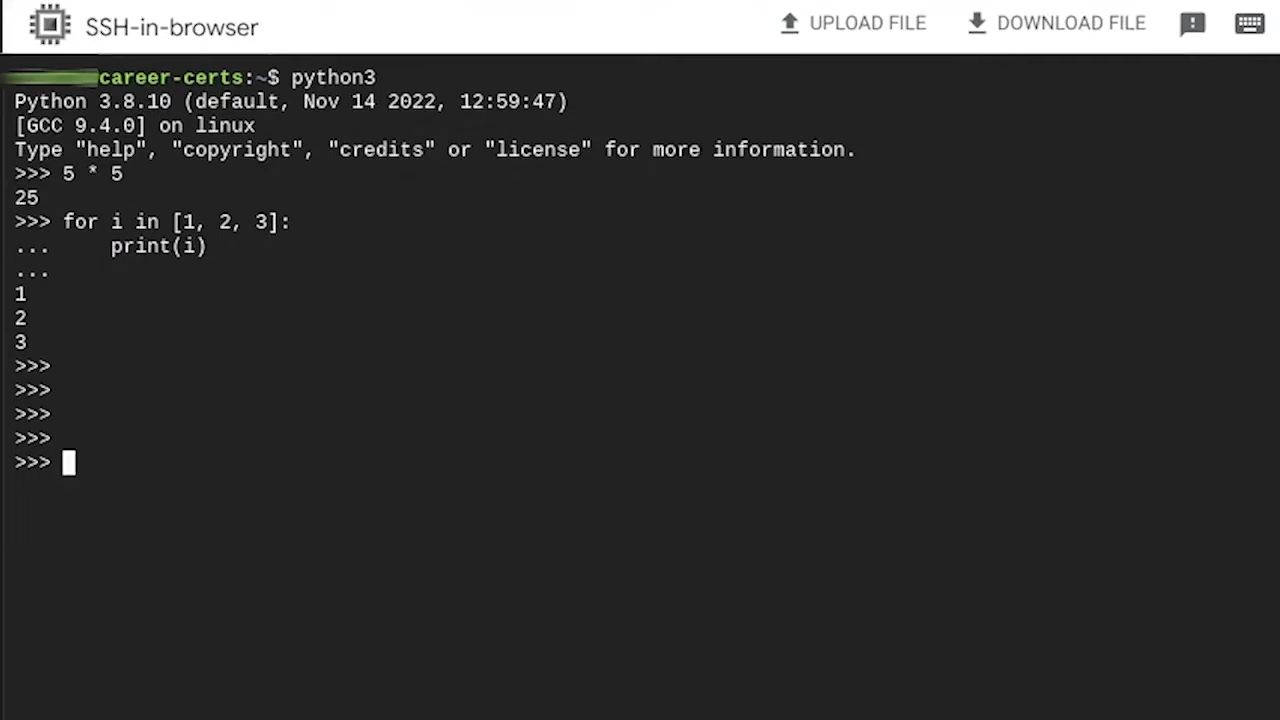 SSH-in-browser
UPLOAD FILE
DOWNLOAD FILE
career-certs:~$ python3
Python 3.8.10 (default, Nov 14 2022, 12:59:47)
[GCC 9.4.0] on linux
Type "help", "copyright", "credits" or "license" for more information.
>>> 5 * 5
25
>>> for i in [1, 2, 3]:
...     print(i)
...
1
2
3
>>>
>>>
>>>
>>>
>>>